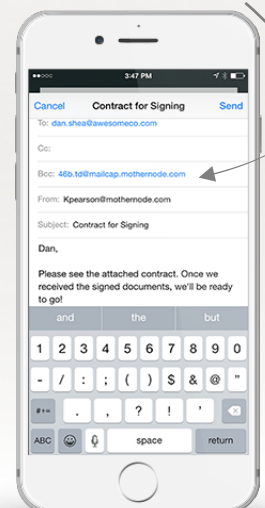 3:47 PM
Cancel Contract for Signing Send
To: dan.shea@awesomeco.com
Cc:
Bcc: 46b.td@mailcap.mothernode.com
From: Kpearson@mothernode.com
Subject: Contract for Signing
Dan,
Please see the attached contract. Once we
received the signed documents, we'll be ready
to go!
and the but
1 2 3 4 5 6 7 8 9 0
- / : ; ( ) $ & @ "
#+= . , ? ! '
ABC space return